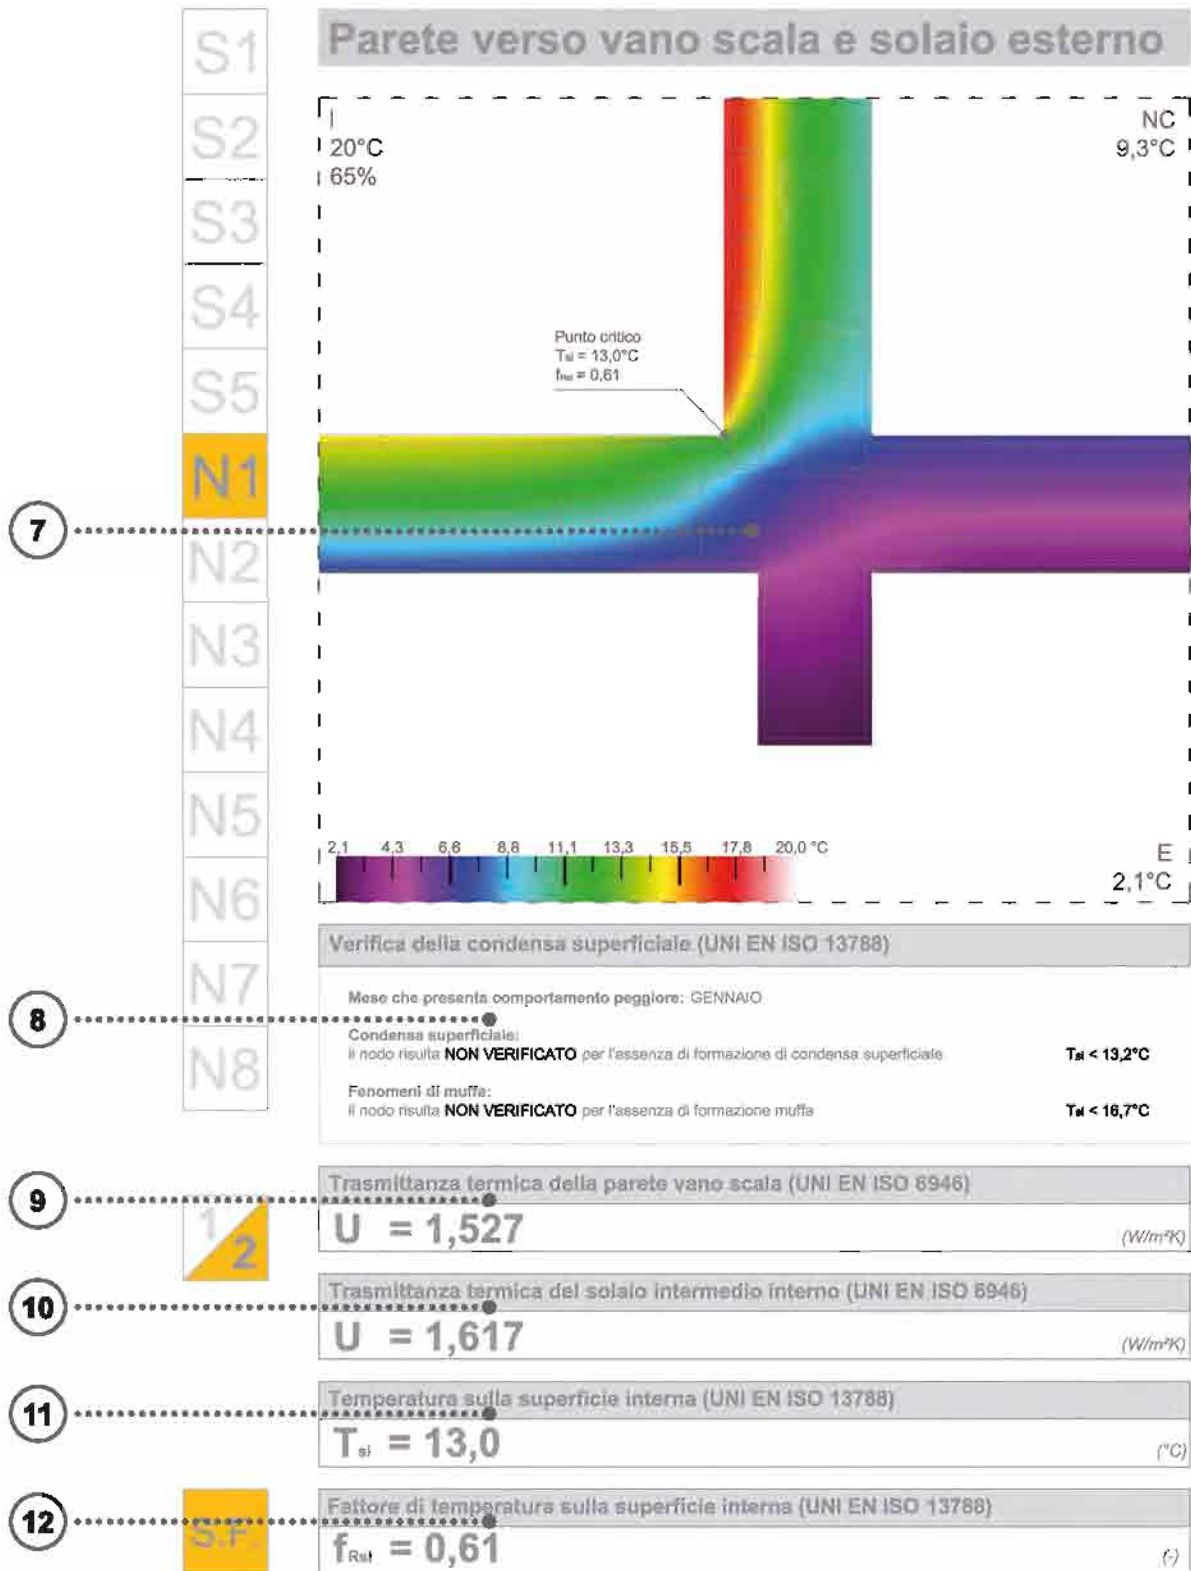 Parete verso vano scala e solaio esterno
S1
S2
S3
S4
S5
N1
N2
N3
N4
N5
N6
N7
N8
I
20°C
65%
NC
9,3°C
Punto critico
Tsi = 13,0°C
fRsi = 0,61
7
2,1 4,3 6,6 8,8 11,1 13,3 15,5 17,8 20,0 °C
E
2,1°C
Verifica della condensa superficiale (UNI EN ISO 13788)
Mese che presenta comportamento peggiore: GENNAIO
8
Condensa superficiale:
Il nodo risulta NON VERIFICATO per l'assenza di formazione di condensa superficiale Tsi < 13,2°C
Fenomeni di muffa:
Il nodo risulta NON VERIFICATO per l'assenza di formazione muffa Tsi < 16,7°C
9
Trasmittanza termica della parete vano scala (UNI EN ISO 6946)
U = 1,527 (W/m²K)
1/2
10
Trasmittanza termica del solaio intermedio interno (UNI EN ISO 6946)
U = 1,617 (W/m²K)
11
Temperatura sulla superficie interna (UNI EN ISO 13788)
Tsi = 13,0 (°C)
12
S.F.
Fattore di temperatura sulla superficie interna (UNI EN ISO 13788)
fRsi = 0,61 (-)